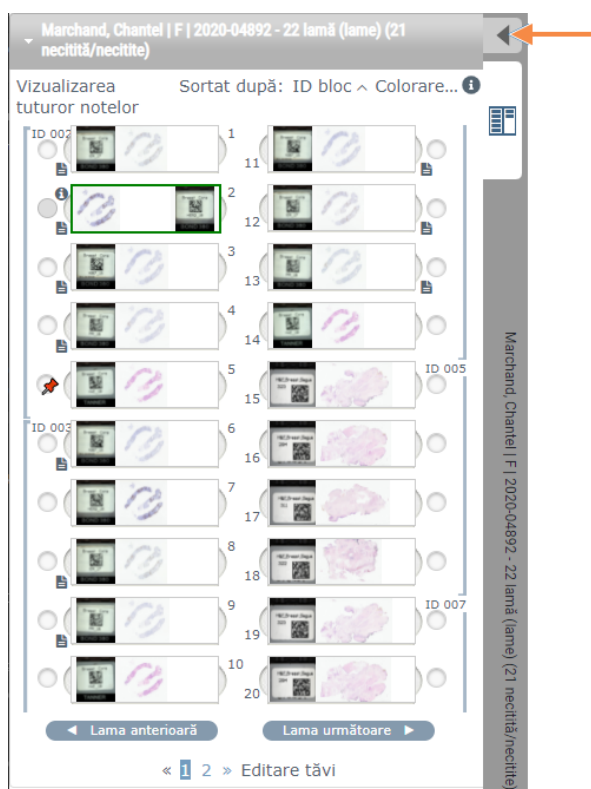 Marchand, Chantel | F | 2020-04892 - 22 lamă (lame) (21
necitită/necitite)
Vizualizarea
tuturor notelor
Sortat după: ID bloc Colorare...
ID 002
1
11
2
12
3
13
4
14
5
ID 005
15
ID 003
6
16
7
17
8
18
9
ID 007
19
10
20
Lama anterioară
Lama următoare
« 1 2 » Editare tăvi
Marchand, Chantel | F | 2020-04892 - 22 lamă (lame) (21 necitită/necitite)